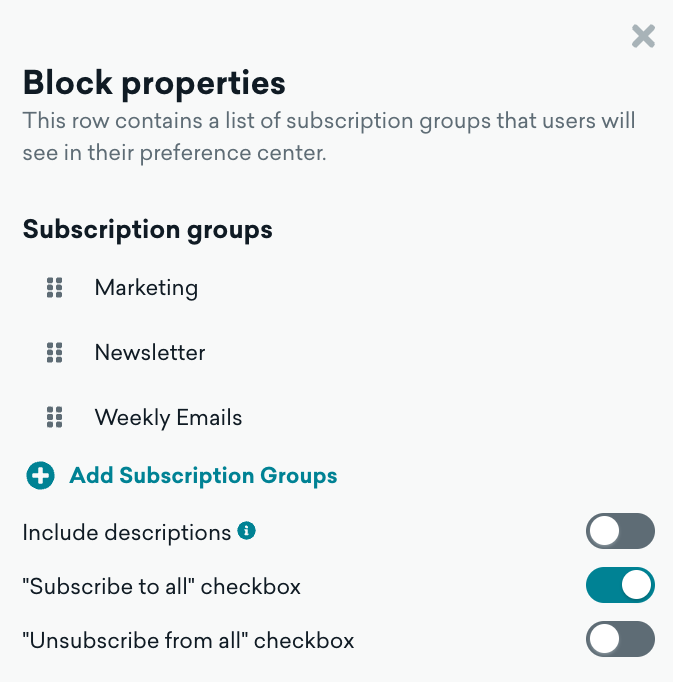 Block properties
This row contains a list of subscription groups that users will
see in their preference center.
Subscription groups
Marketing
Newsletter
Weekly Emails
Add Subscription Groups
Include descriptions
"Subscribe to all" checkbox
"Unsubscribe from all" checkbox